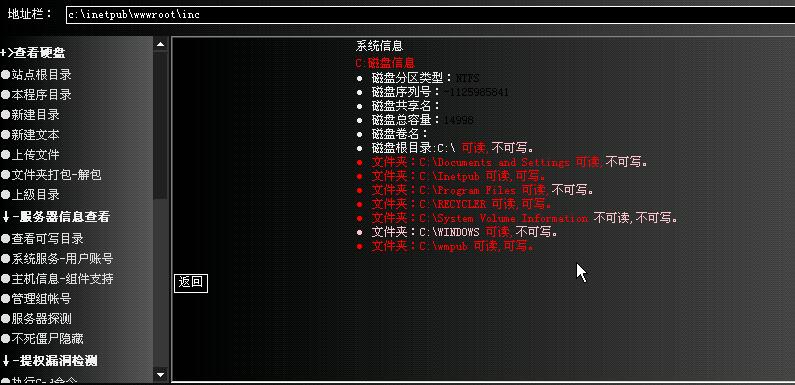 地址栏：
c:\inetpub\wwwroot\inc
+>查看硬盘
●站点根目录
●本程序目录
●新建目录
●新建文本
●上传文件
●文件夹打包-解包
●上級目录
↓-服务器信息查看
●查看可写目录
●系统服务-用户账号
●主机信息-组件支持
●管理组帐号
●服务器探测
●不死僵尸隐藏
↓-提权漏洞检测
系统信息
C:磁盘信息
● 磁盘分区类型：NTFS
● 磁盘序列号：-1125985841
● 磁盘共享名：
● 磁盘总容量：14998
● 磁盘卷名：
● 磁盘根目录:C:\ 可读,不可写。
● 文件夹：C:\Documents and Settings 可读,不可写。
● 文件夹：C:\Inetpub 可读,可写。
● 文件夹：C:\Program Files 可读,不可写。
● 文件夹：C:\RECYCLER 可读,可写。
● 文件夹：C:\System Volume Information 不可读,不可写。
● 文件夹：C:\WINDOWS 可读,不可写。
● 文件夹：C:\wmpub 可读,可写。
返回